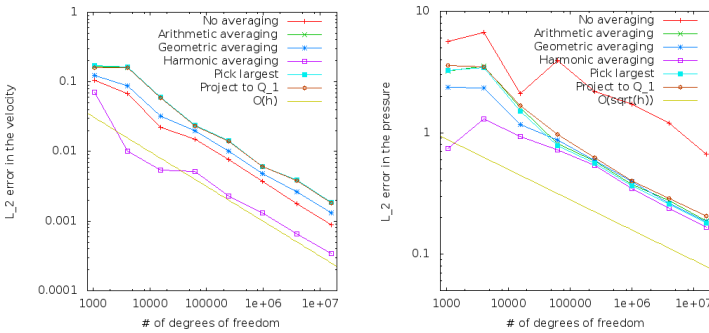 1
0.1
0.01
0.001
0.0001
1000
10000
100000
1e+06
1e+07
L_2 error in the velocity
# of degrees of freedom
No averaging
Arithmetic averaging
Geometric averaging
Harmonic averaging
Pick largest
Project to Q_1
O(h)
10
1
0.1
1000
10000
100000
1e+06
1e+07
L_2 error in the pressure
# of degrees of freedom
No averaging
Arithmetic averaging
Geometric averaging
Harmonic averaging
Pick largest
Project to Q_1
O(sqrt(h))